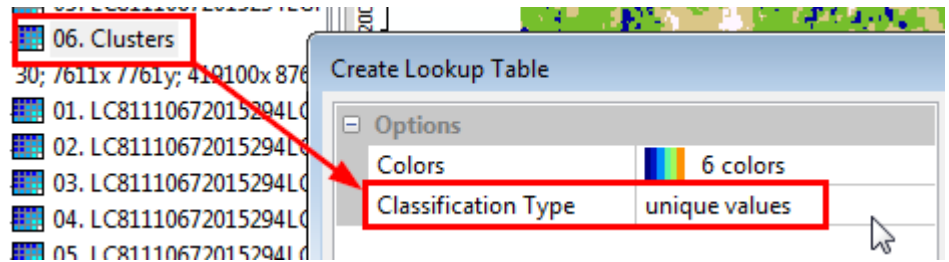 06. Clusters
30; 7611x 7761y; 419100x 876
01. LC81110672015294L
02. LC81110672015294L
03. LC81110672015294L
04. LC81110672015294L
05. LC81110672015294L
Create Lookup Table
Options
Colors 6 colors
Classification Type unique values